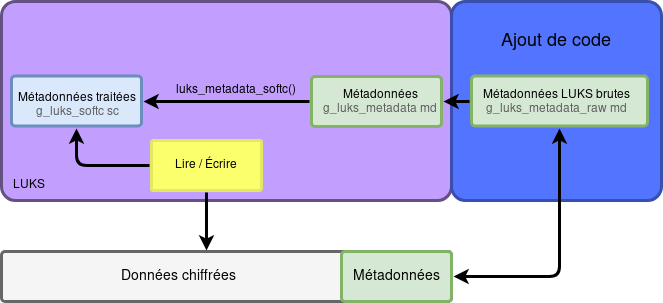 Ajout de code
Métadonnées traitées
g_luks_softc sc
luks_metadata_softc()
Métadonnées
g_luks_metadata md
Métadonnées LUKS brutes
g_luks_metadata_raw md
Lire / Écrire
LUKS
Données chiffrées
Métadonnées